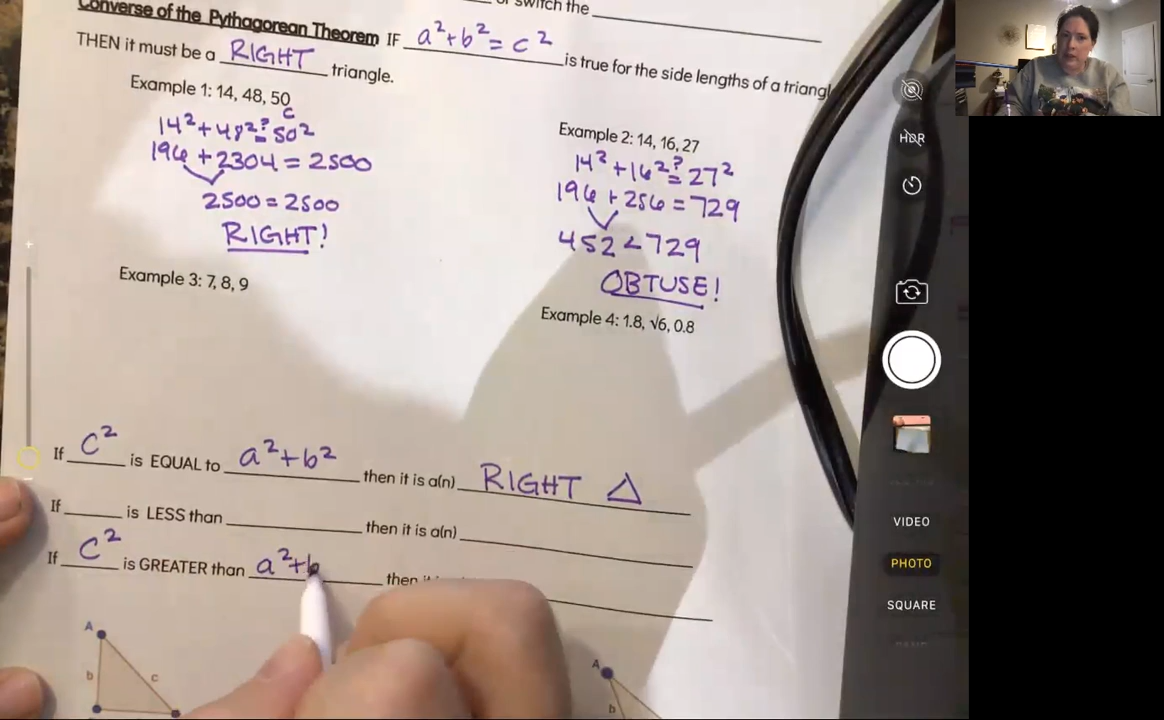 or switch the
Converse of the Pythagorean Theorem IF a²+b²=c² is true for the side lengths of a triangl
THEN it must be a RIGHT triangle.
Example 1: 14, 48, 50
c
14²+48²≟50²
196+2304=2500
2500=2500
RIGHT!
Example 2: 14, 16, 27
14²+16²≟27²
196+256=729
452<729
OBTUSE!
Example 3: 7, 8, 9
Example 4: 1.8, √6, 0.8
If c² is EQUAL to a²+b² then it is a(n) RIGHT △
If is LESS than then it is a(n)
If c² is GREATER than a²+b then
A
b
c
A
b
HDR
VIDEO
PHOTO
SQUARE